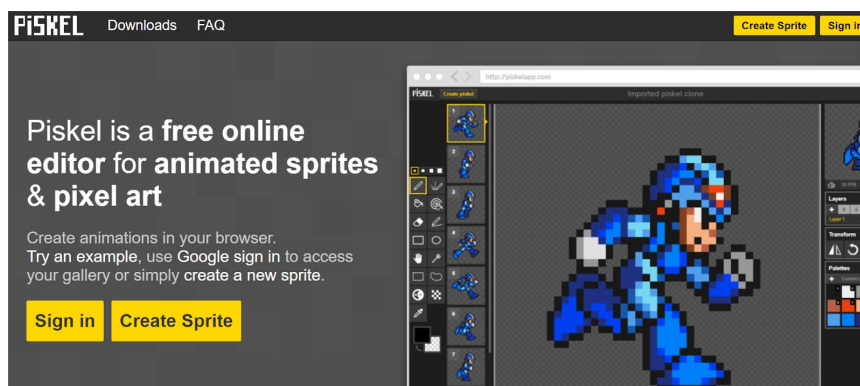 PiSKEL Downloads FAQ Create Sprite Sign in
http://piskelapp.com
PiSKEL Create piskel Imported piskel clone
Piskel is a free online
editor for animated sprites
& pixel art
Create animations in your browser.
Try an example, use Google sign in to access
your gallery or simply create a new sprite.
Sign in Create Sprite
1
2
3
4
5
6
7
Layers
Layer 1
Transform
Palettes